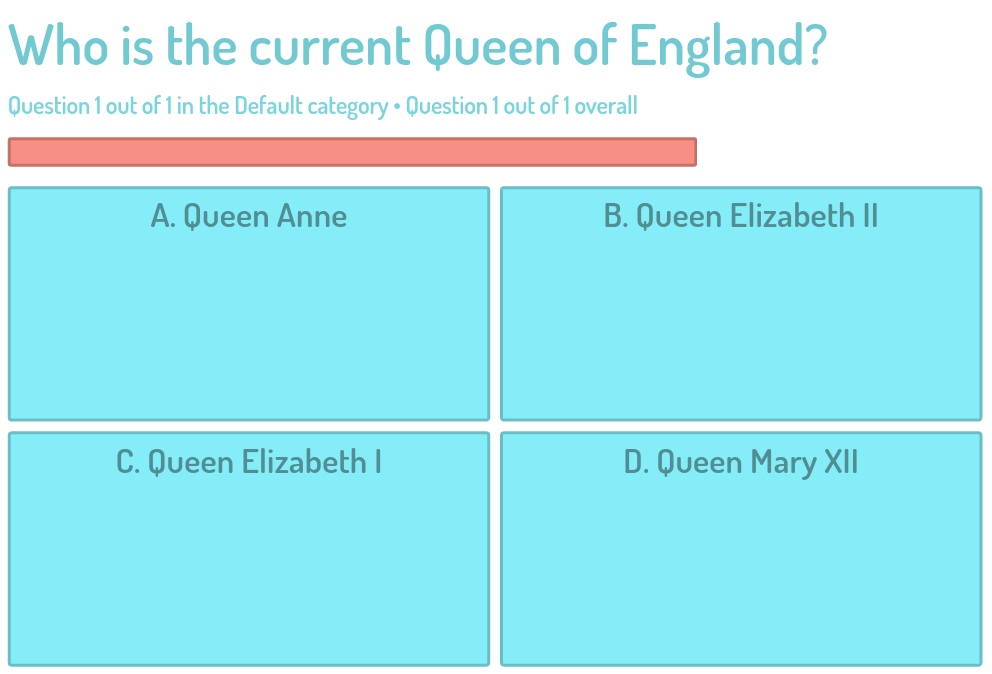 Who is the current Queen of England?
Question 1 out of 1 in the Default category • Question 1 out of 1 overall
A. Queen Anne
B. Queen Elizabeth II
C. Queen Elizabeth I
D. Queen Mary XII